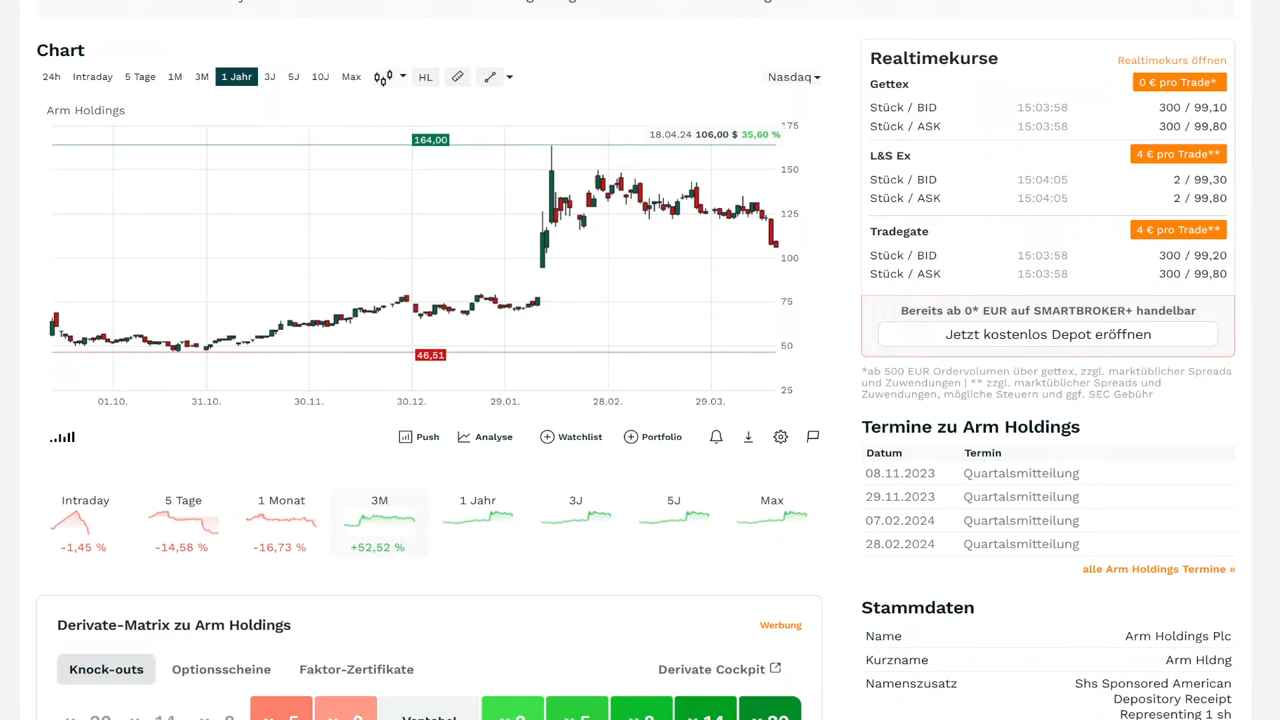 Chart
24h Intraday 5 Tage 1M 3M 1 Jahr 3J 5J 10J Max HL Nasdaq
Arm Holdings
18.04.24 106,00 $ 35,60 %
164,00
46,51
175
150
125
100
75
50
25
01.10. 31.10. 30.11. 30.12. 29.01. 28.02. 29.03.
Push Analyse Watchlist Portfolio
Intraday 5 Tage 1 Monat 3M 1 Jahr 3J 5J Max
-1,45 % -14,58 % -16,73 % +52,52 %
Derivate-Matrix zu Arm Holdings
Werbung
Knock-outs Optionsscheine Faktor-Zertifikate Derivate Cockpit
Realtimekurse
Realtimekurs öffnen
Gettex 0 € pro Trade*
Stück / BID 15:03:58 300 / 99,10
Stück / ASK 15:03:58 300 / 99,80
L&S Ex 4 € pro Trade**
Stück / BID 15:04:05 2 / 99,30
Stück / ASK 15:04:05 2 / 99,80
Tradegate 4 € pro Trade**
Stück / BID 15:03:58 300 / 99,20
Stück / ASK 15:03:58 300 / 99,80
Bereits ab 0* EUR auf SMARTBROKER+ handelbar
Jetzt kostenlos Depot eröffnen
*ab 500 EUR Ordervolumen über gettex, zzgl. marktüblicher Spreads
und Zuwendungen | ** zzgl. marktüblicher Spreads und
Zuwendungen, mögliche Steuern und ggf. SEC Gebühr
Termine zu Arm Holdings
Datum Termin
08.11.2023 Quartalsmitteilung
29.11.2023 Quartalsmitteilung
07.02.2024 Quartalsmitteilung
28.02.2024 Quartalsmitteilung
alle Arm Holdings Termine »
Stammdaten
Name Arm Holdings Plc
Kurzname Arm Hldng
Namenszusatz Shs Sponsored American
Depository Receipt
Representing 1 sh